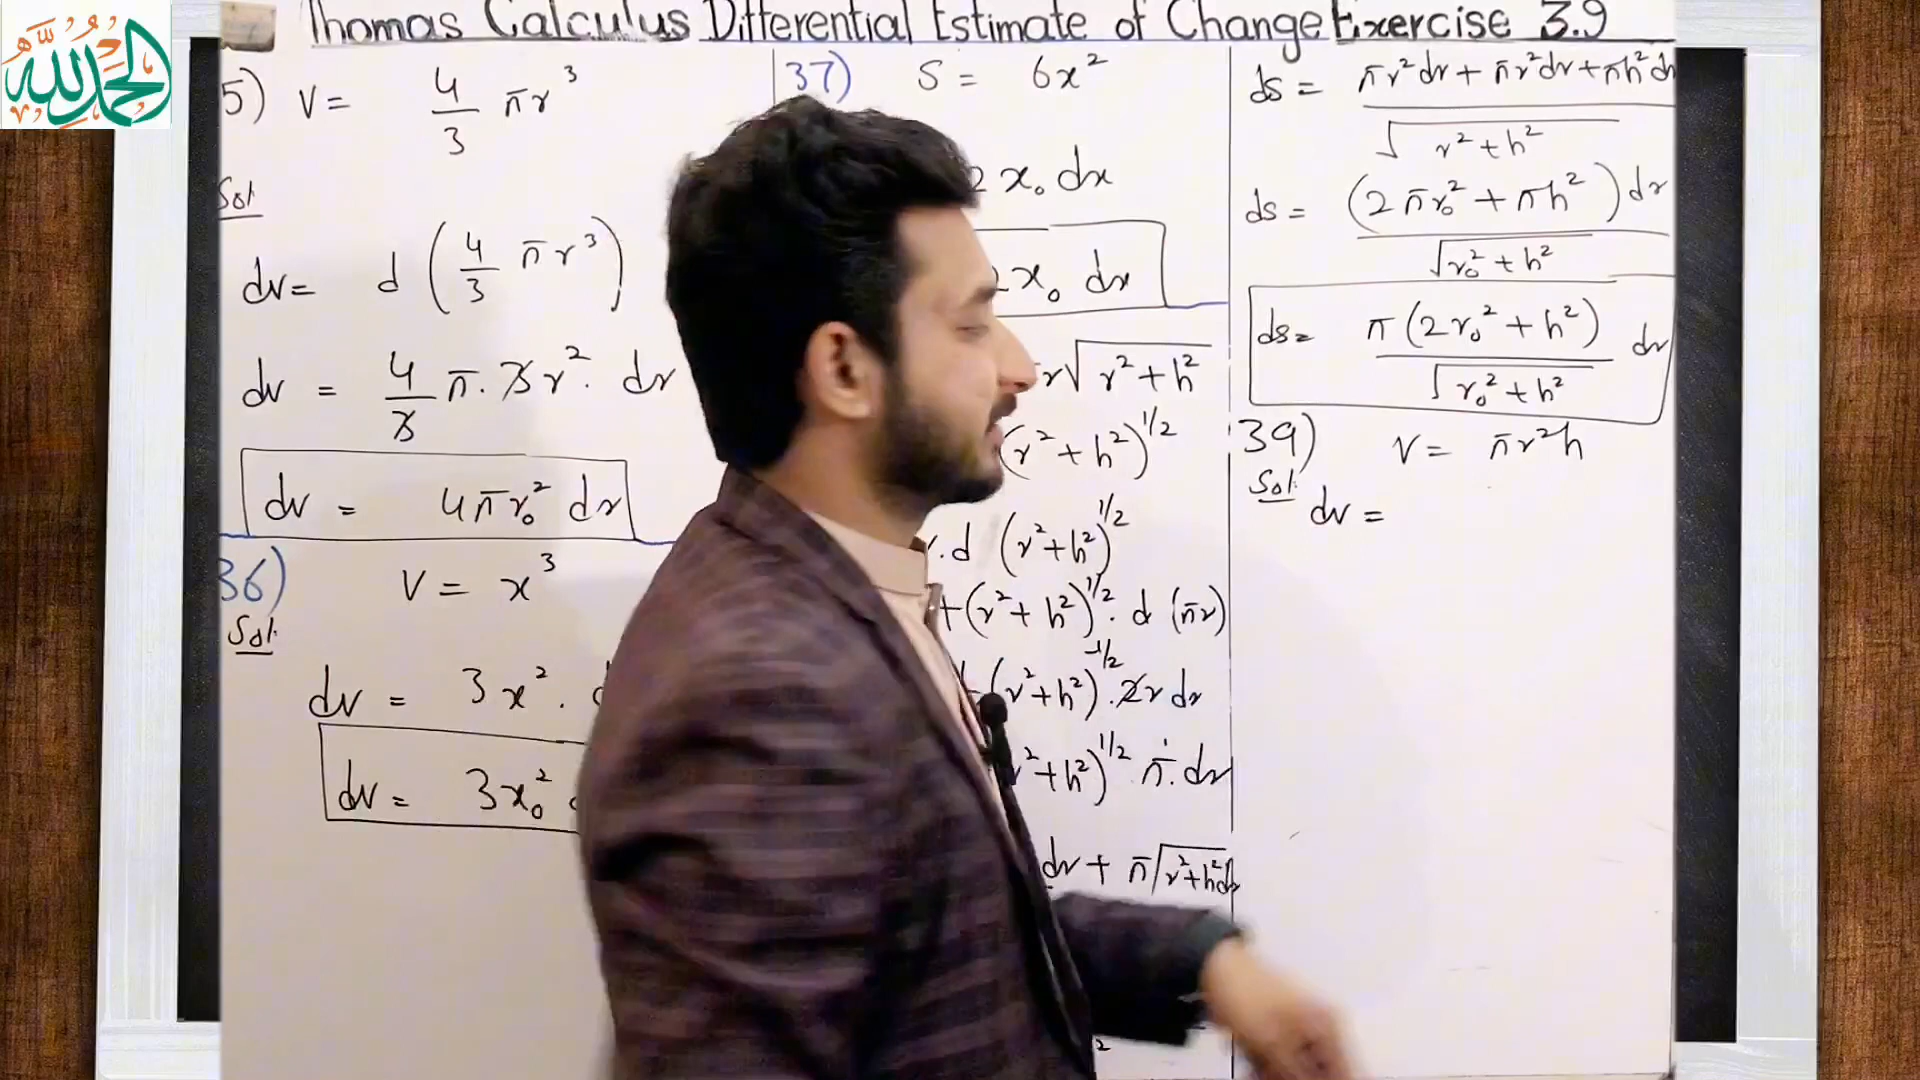 الحمد لله
Thomas Calculus Differential Estimate of Change Exercise 3.9
5) V = 4/3 πr³
Sol
dv = d (4/3 πr³)
dv = 4/3 π. 3r². dr
dv = 4πr₀² dr
36) V = x³
Sol.
dv = 3x².
dv = 3x₀²
37) S = 6x²
2 x₀ dx
2x₀ dx
r√r²+h²
(r² + h²)^1/2
.d (r²+h²)^1/2
+(r² + h²)^1/2. d (πr)
(r²+h²)^-1/2 .2r dr
²+h²)^1/2 π. dr
dr + π√r²+h² dr
2
ds = πr²dr + πr²dr + πh²dr / √r² + h²
ds = (2πr₀² + πh²) dr / √r₀² + h²
ds = π(2r₀² + h²) / √r₀² + h² dr
39) V = πr²h
Sol.
dv =